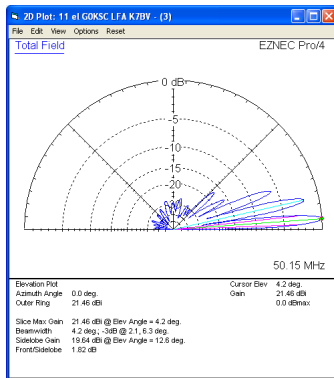 2D Plot: 11 el G0KSC LFA K7BV - (3)
File Edit View Options Reset
Total Field
EZNEC Pro/4
0 dB
-5
-10
-15
-20
50.15 MHz
Elevation Plot
Cursor Elev 4.2 deg.
Azimuth Angle 0.0 deg.
Gain 21.46 dBi
Outer Ring 21.46 dBi
0.0 dBmax
Slice Max Gain 21.46 dBi @ Elev Angle = 4.2 deg.
Beamwidth 4.2 deg.; -3dB @ 2.1, 6.3 deg.
Sidelobe Gain 19.64 dBi @ Elev Angle = 12.6 deg.
Front/Sidelobe 1.82 dB